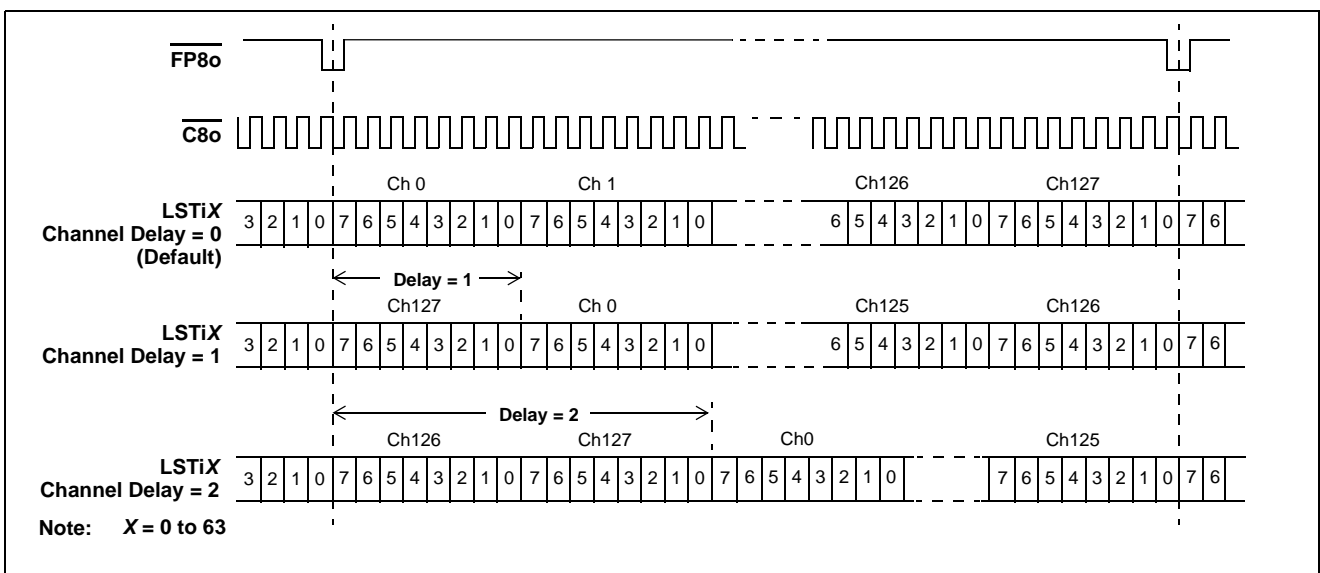 FP8o
C8o
Ch 0 Ch 1 Ch126 Ch127
LSTiX
Channel Delay = 0
(Default)
3 2 1 0 7 6 5 4 3 2 1 0 7 6 5 4 3 2 1 0 6 5 4 3 2 1 0 7 6 5 4 3 2 1 0 7 6
Delay = 1
Ch127 Ch 0 Ch125 Ch126
LSTiX
Channel Delay = 1
3 2 1 0 7 6 5 4 3 2 1 0 7 6 5 4 3 2 1 0 6 5 4 3 2 1 0 7 6 5 4 3 2 1 0 7 6
Delay = 2
Ch126 Ch127 Ch0 Ch125
LSTiX
Channel Delay = 2
3 2 1 0 7 6 5 4 3 2 1 0 7 6 5 4 3 2 1 0 7 6 5 4 3 2 1 0 7 6 5 4 3 2 1 0 7 6
Note: X = 0 to 63